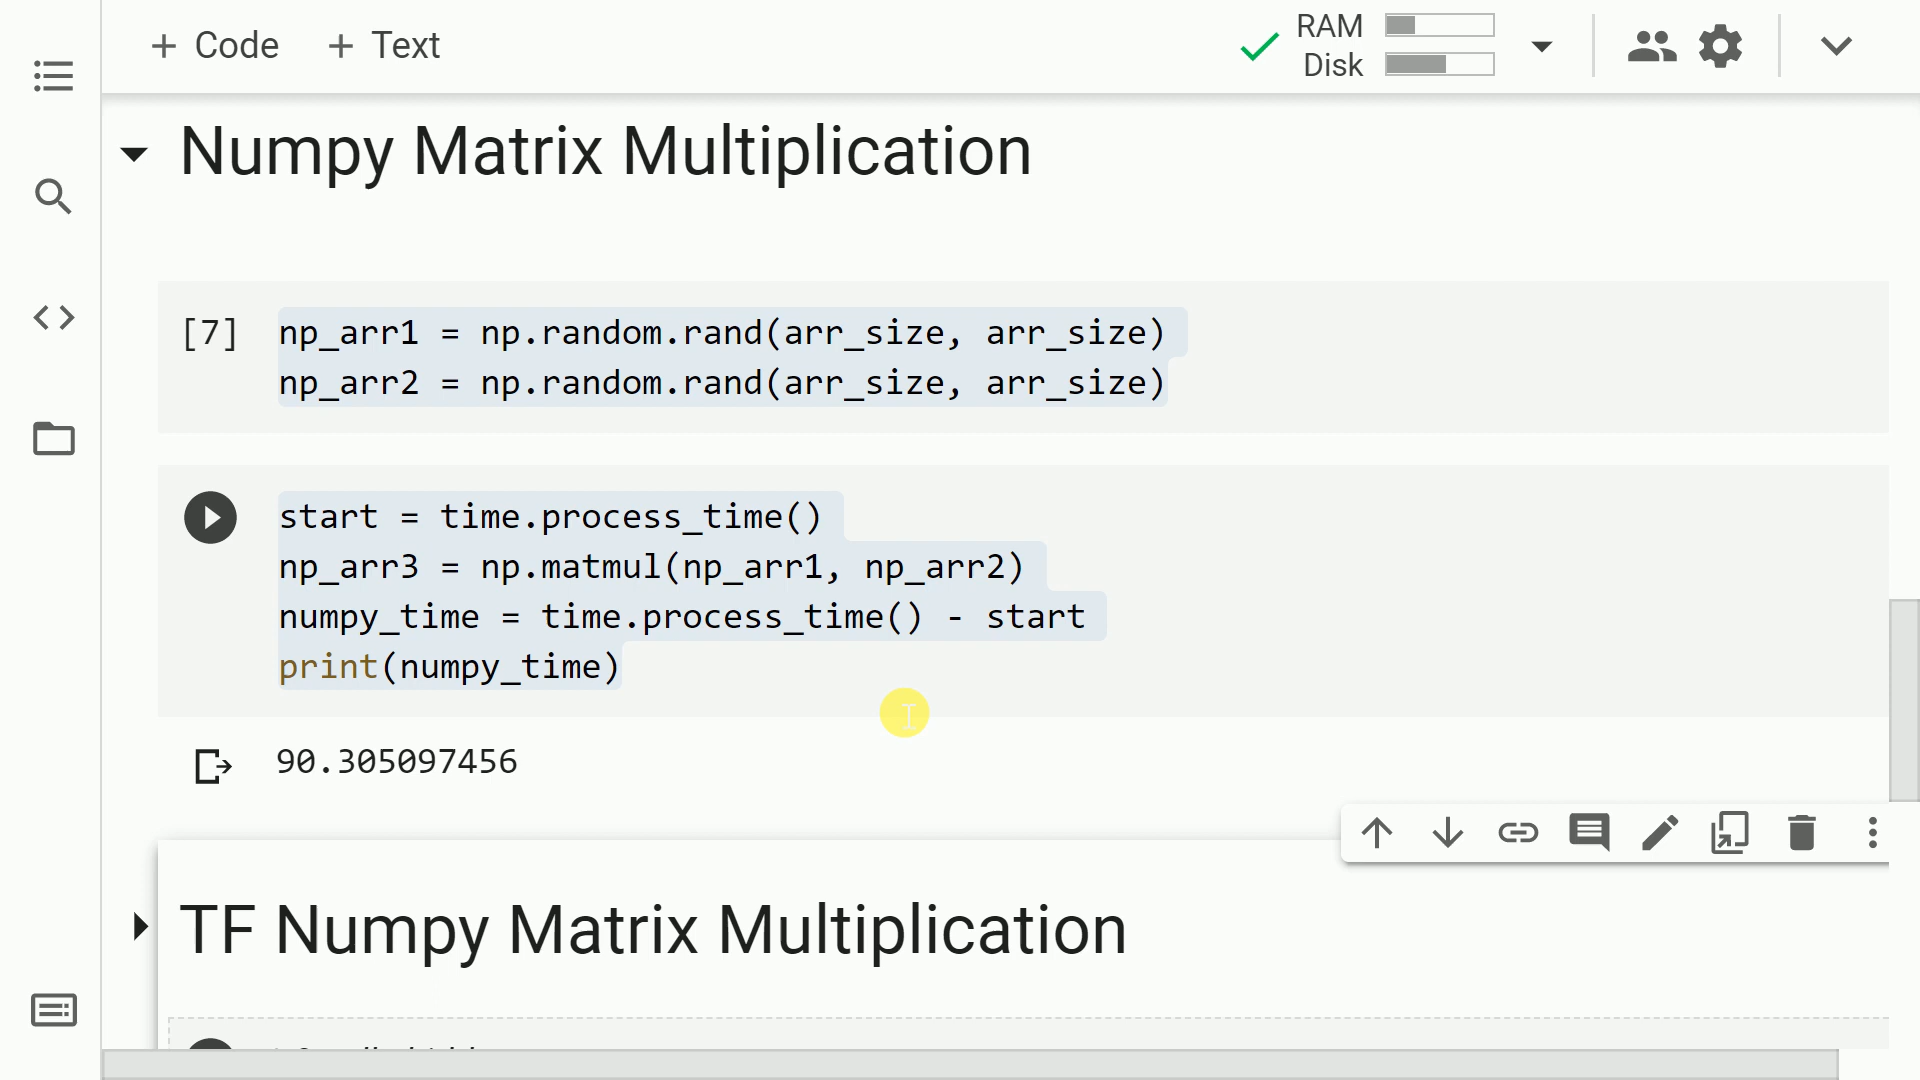 + Code + Text
RAM
Disk
Numpy Matrix Multiplication
[7] np_arr1 = np.random.rand(arr_size, arr_size)
np_arr2 = np.random.rand(arr_size, arr_size)
start = time.process_time()
np_arr3 = np.matmul(np_arr1, np_arr2)
numpy_time = time.process_time() - start
print(numpy_time)
90.305097456
TF Numpy Matrix Multiplication